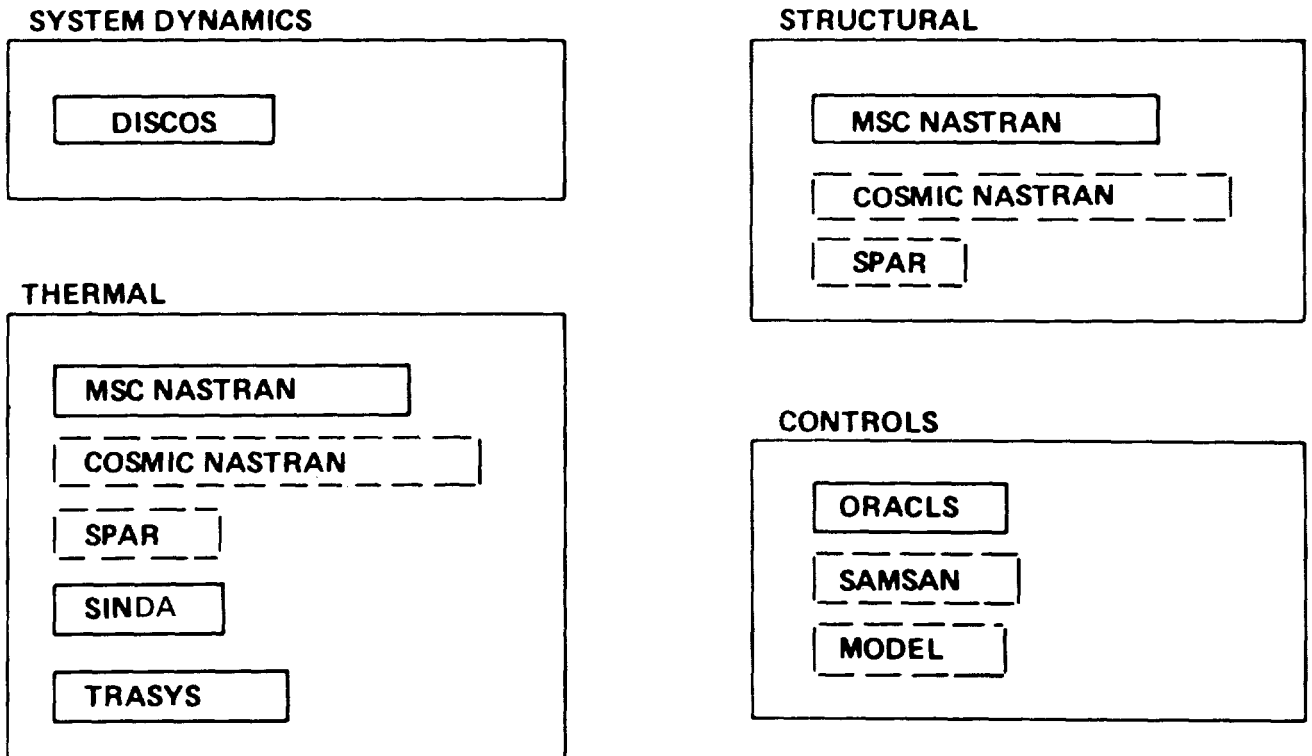 SYSTEM DYNAMICS
DISCOS
THERMAL
MSC NASTRAN
COSMIC NASTRAN
SPAR
SINDA
TRASYS
STRUCTURAL
MSC NASTRAN
COSMIC NASTRAN
SPAR
CONTROLS
ORACLS
SAMSAN
MODEL